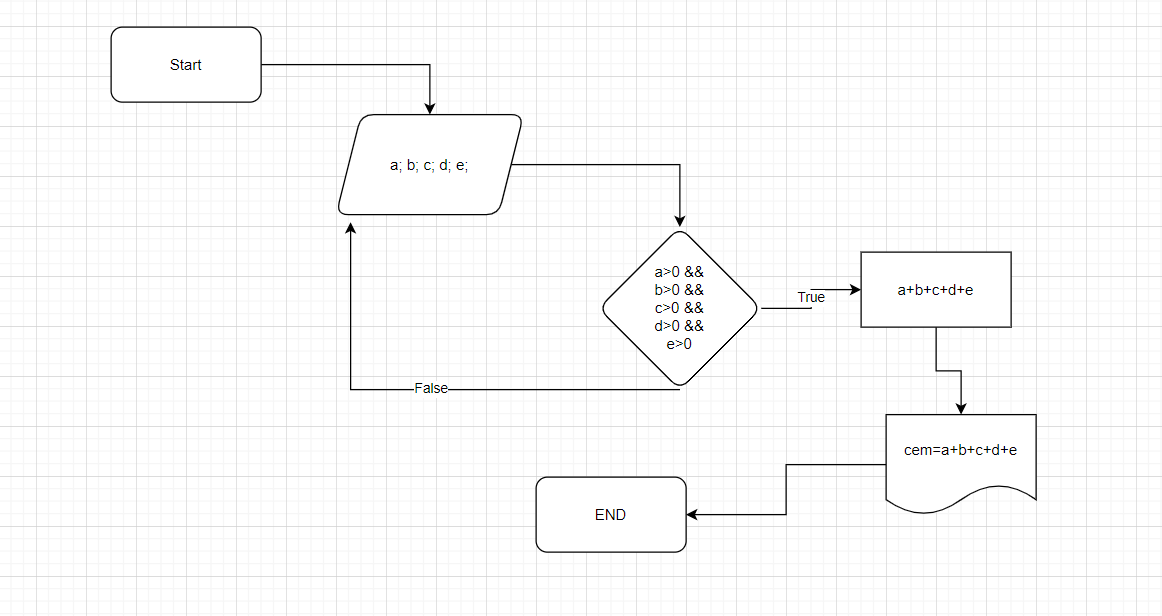 Start
a; b; c; d; e;
a>0 &&
b>0 &&
c>0 &&
d>0 &&
e>0
True
a+b+c+d+e
False
cem=a+b+c+d+e
END